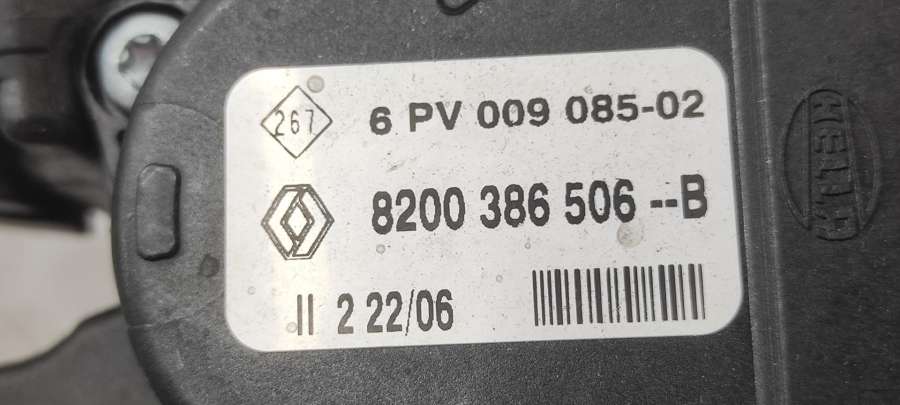 267
6 PV 009 085-02
8200 386 506 --B
II 2 22/06
HELLA